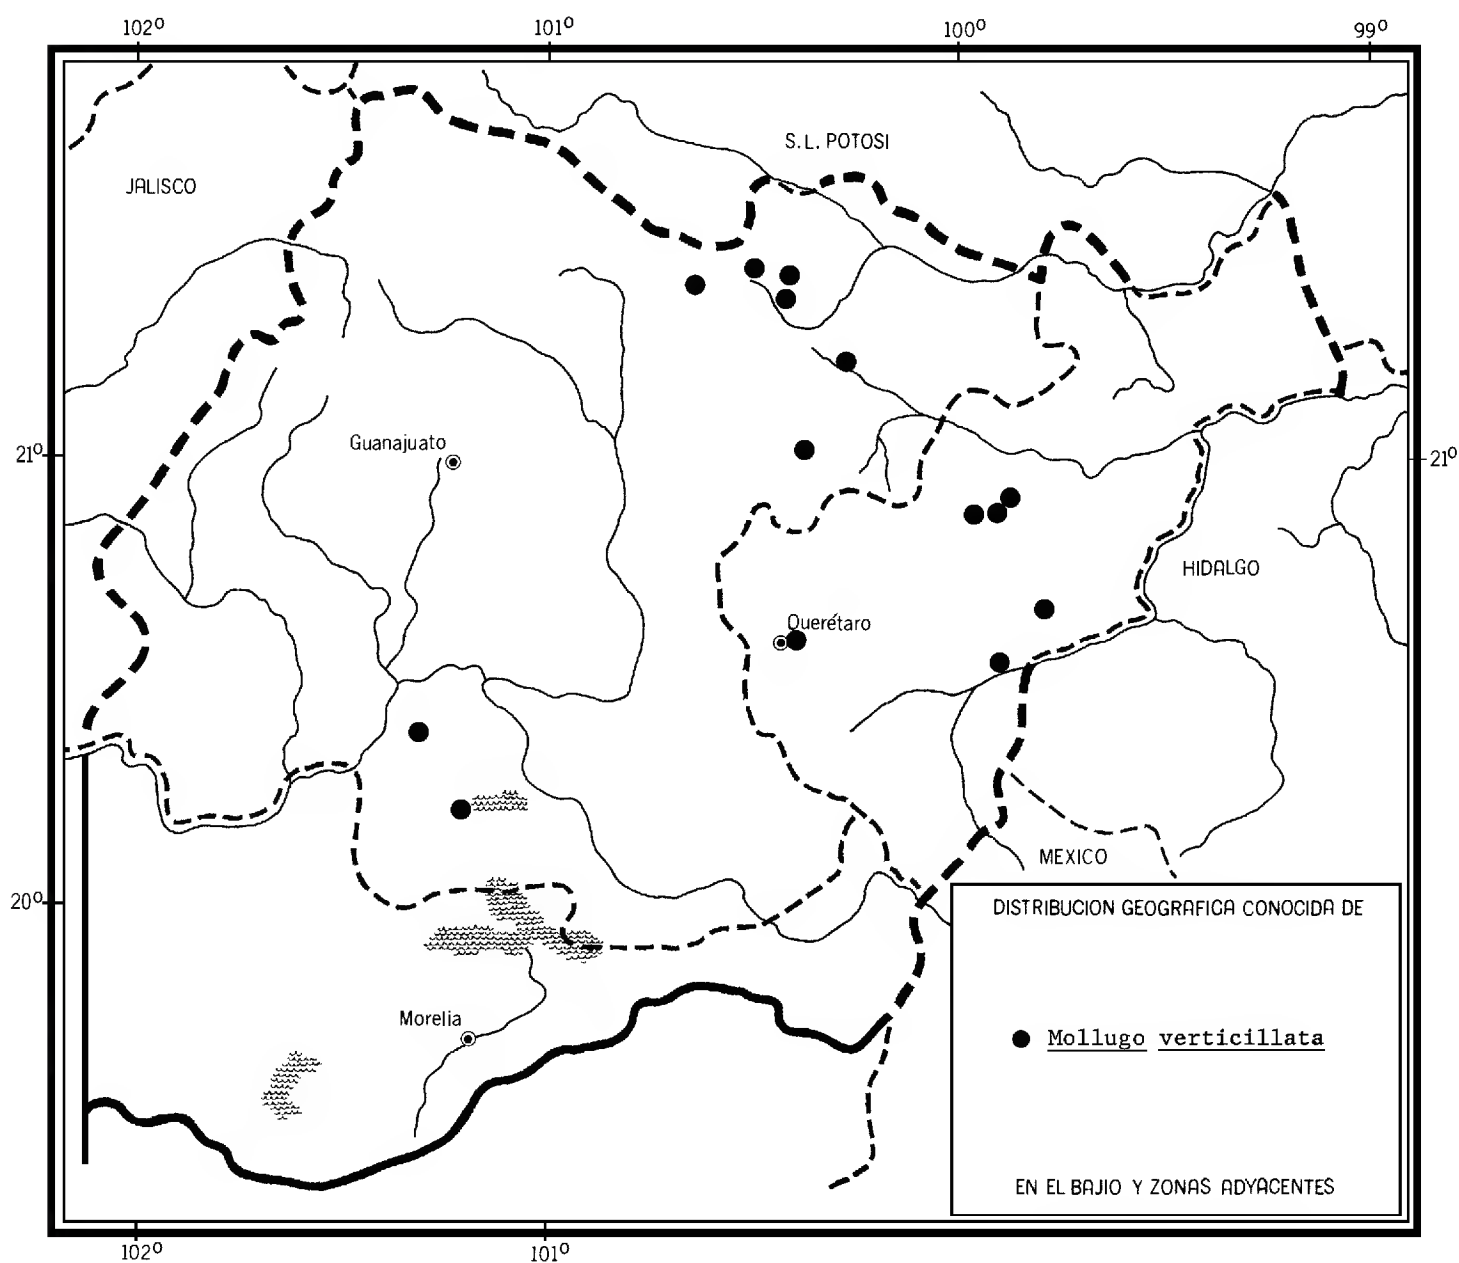 102º 101º 100º 99º
S.L. POTOSI
JALISCO
Guanajuato
21º 21º
HIDALGO
Querétaro
MEXICO
20º
DISTRIBUCION GEOGRAFICA CONOCIDA DE
Morelia
Mollugo verticillata
EN EL BAJIO Y ZONAS ADYACENTES
102º 101º